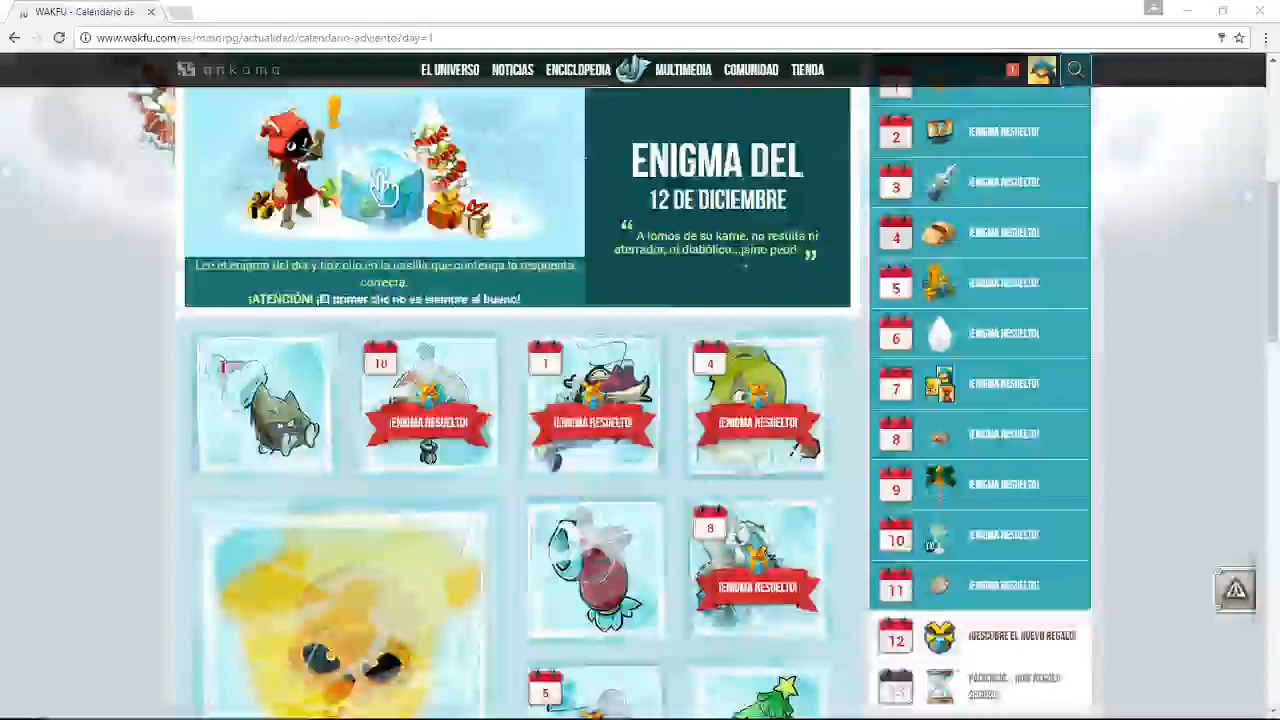 WAKFU - Calendario de
www.wakfu.com/es/mmorpg/actualidad/calendario-adviento?day=1
ankama
EL UNIVERSO
NOTICIAS
ENCICLOPEDIA
MULTIMEDIA
COMUNIDAD
TIENDA
1
ENIGMA DEL
12 DE DICIEMBRE
“ A lomos de su karne, no resulta ni
aterrador, ni diabólico...¡sino peor! ”
Lee el enigma del día y haz clic en la casilla que contenga la respuesta
correcta.
¡ATENCIÓN! ¡El primer clic no es siempre el bueno!
10
¡ENIGMA RESUELTO!
1
¡ENIGMA RESUELTO!
4
¡ENIGMA RESUELTO!
8
¡ENIGMA RESUELTO!
5
1
2 ¡ENIGMA RESUELTO!
3 ¡ENIGMA RESUELTO!
4 ¡ENIGMA RESUELTO!
5 ¡ENIGMA RESUELTO!
6 ¡ENIGMA RESUELTO!
7 ¡ENIGMA RESUELTO!
8 ¡ENIGMA RESUELTO!
9 ¡ENIGMA RESUELTO!
10 ¡ENIGMA RESUELTO!
11 ¡ENIGMA RESUELTO!
12 ¡DESCUBRE EL NUEVO REGALO!
13